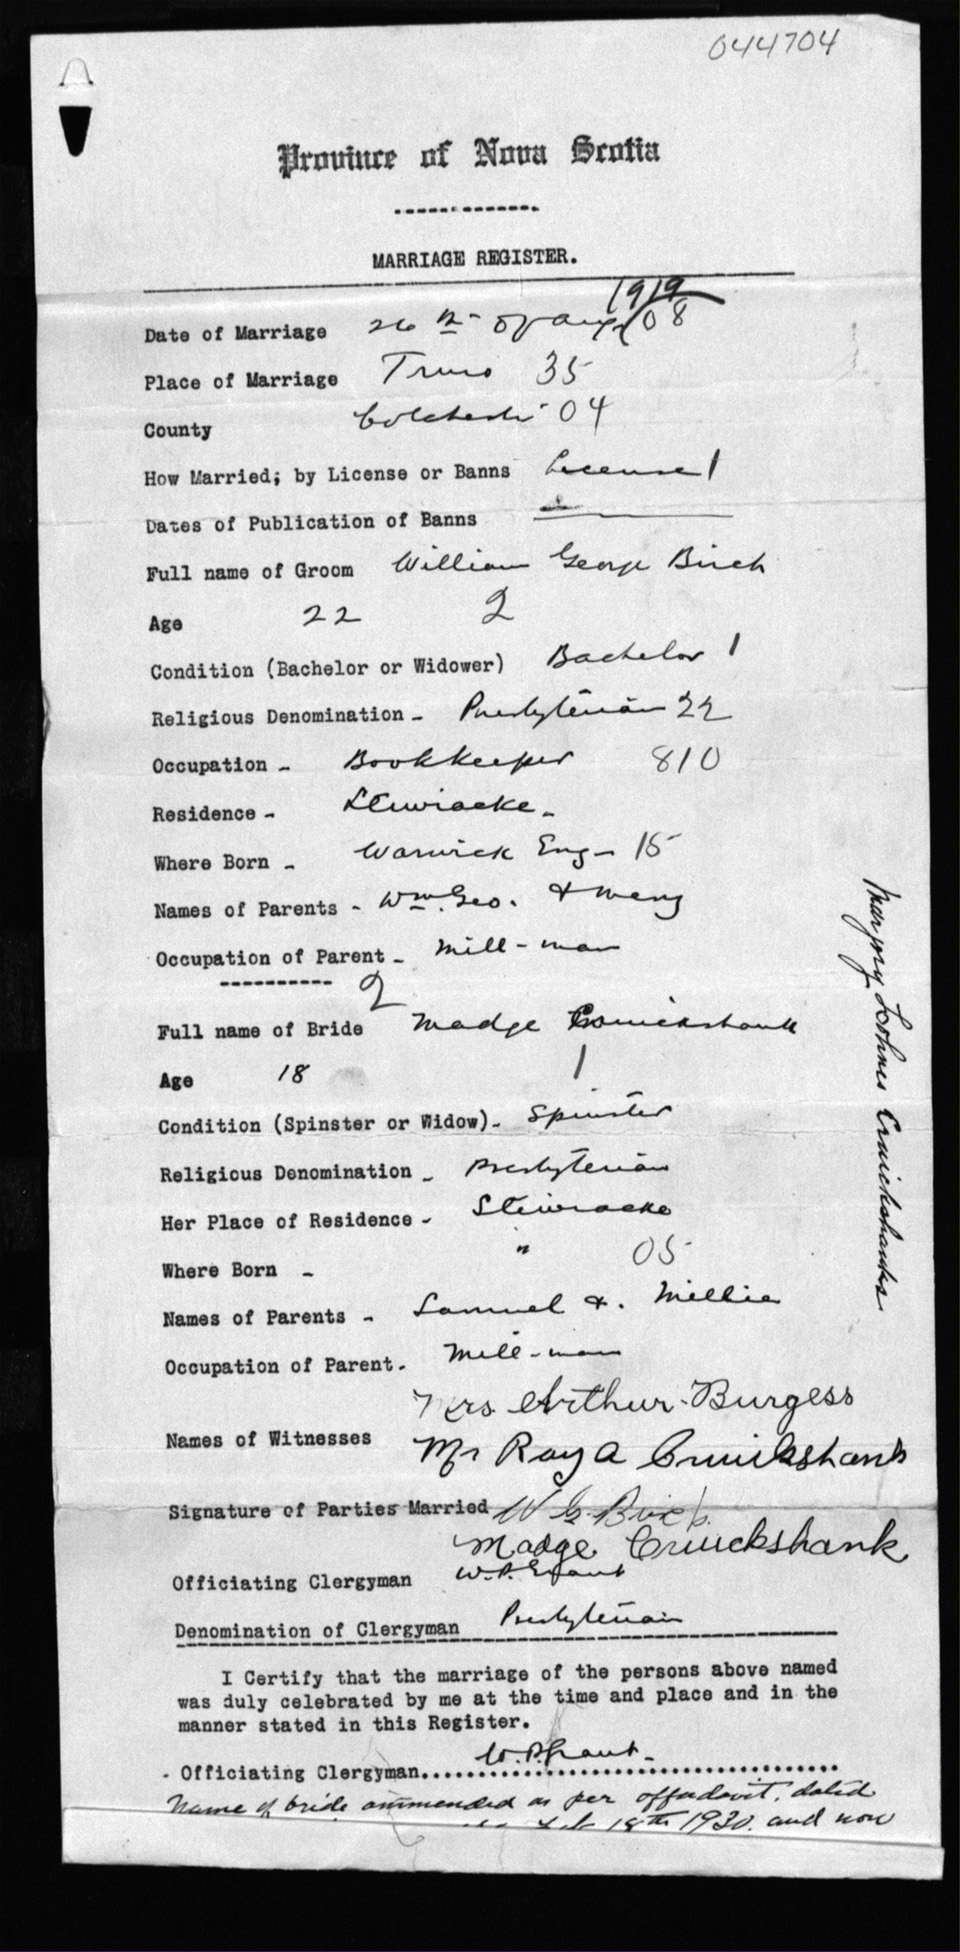 044704
Province of Nova Scotia
MARRIAGE REGISTER.
1919
Date of Marriage 26th of Aug 08
Place of Marriage Truro 35
County Colchester 04
How Married; by License or Banns License 1
Dates of Publication of Banns
Full name of Groom William George Birch
Age 22 2
Condition (Bachelor or Widower) Bachelor 1
Religious Denomination - Presbyterian 22
Occupation - Bookkeeper 810
Residence - Stewiacke -
Where Born - Warwick Eng - 15
Names of Parents - Wm. Geo. &
Occupation of Parent - Mill-man
2
Full name of Bride Madge Cruickshank
Age 18 1
Condition (Spinster or Widow)- Spinster
Religious Denomination - Presbyterian
Her Place of Residence - Stewiacke
Where Born - " 05
Names of Parents - Samuel &. Millie
Occupation of Parent. Mill-man
Mrs. Arthur Burgess
Names of Witnesses
Mr Roy A Cruickshank
Signature of Parties Married W G. Birch.
Madge Cruickshank
Officiating Clergyman W.P. Grant
Denomination of Clergyman Presbyterian
I Certify that the marriage of the persons above named
was duly celebrated by me at the time and place and in the
manner stated in this Register.
Officiating Clergyman W.P. Grant -
Name of bride ammended as per affadavit, dated
18th 1930. and now
Marjory Cruickshanks.